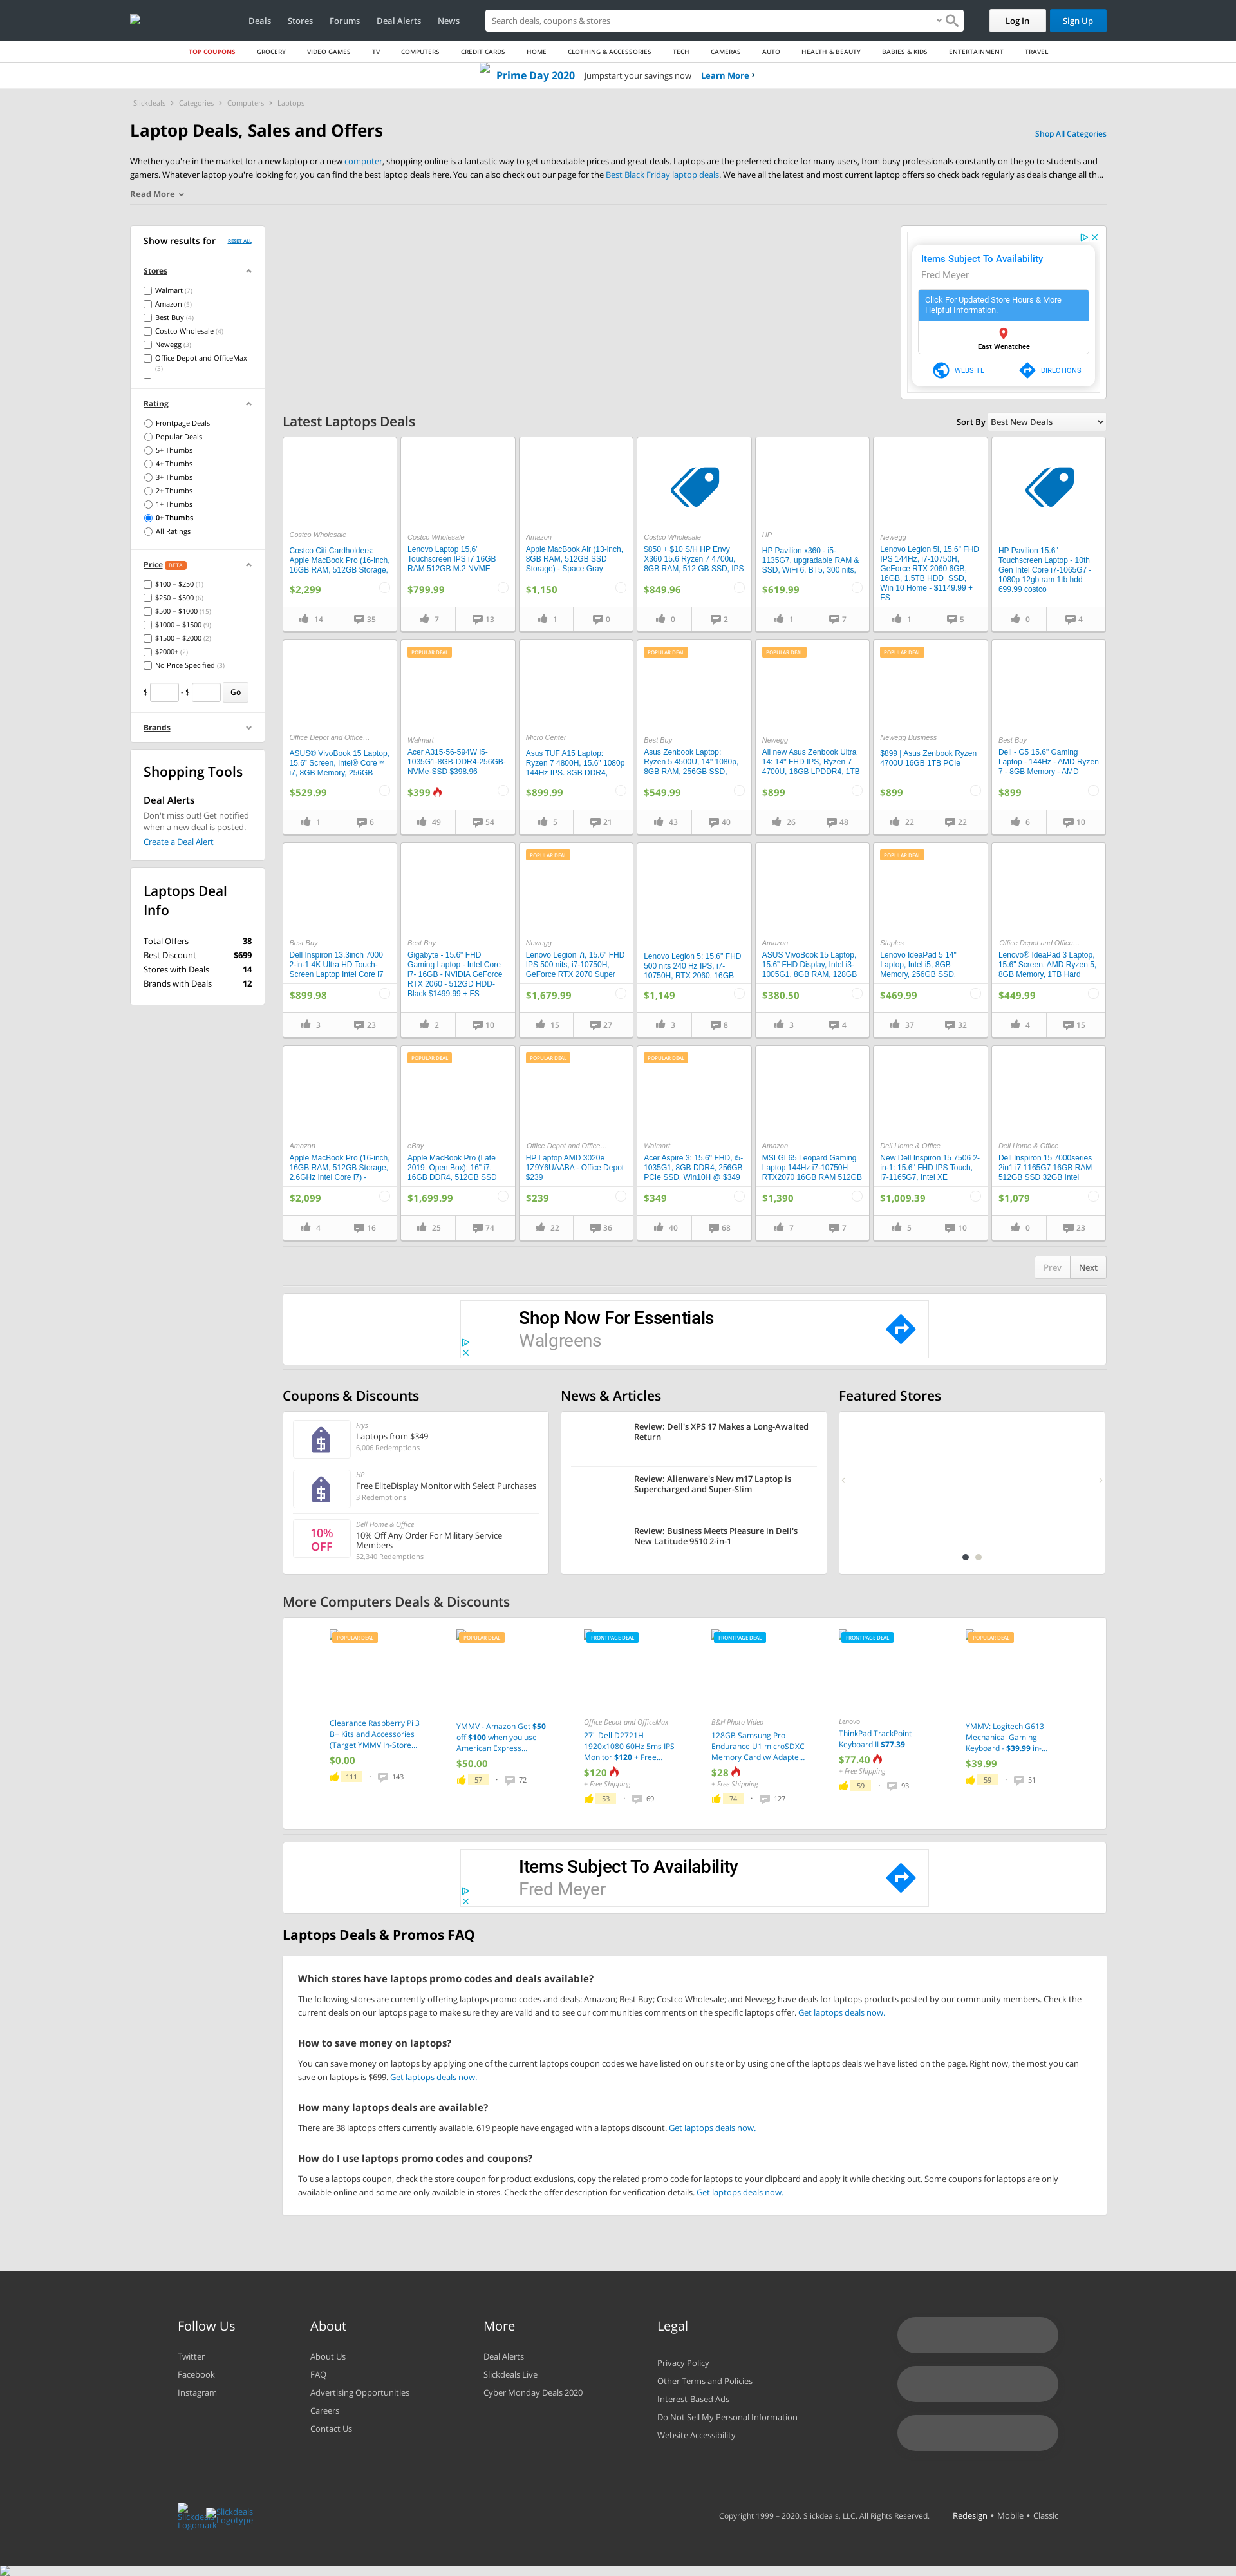 Deals Stores Forums Deal Alerts News
Search deals, coupons & stores
Log In
Sign Up
TOP COUPONS GROCERY VIDEO GAMES TV COMPUTERS CREDIT CARDS HOME CLOTHING & ACCESSORIES TECH CAMERAS AUTO HEALTH & BEAUTY BABIES & KIDS ENTERTAINMENT TRAVEL
Prime Day 2020 Jumpstart your savings now Learn More
Slickdeals > Categories > Computers > Laptops
Laptop Deals, Sales and Offers
Shop All Categories
Whether you're in the market for a new laptop or a new computer, shopping online is a fantastic way to get unbeatable prices and great deals. Laptops are the preferred choice for many users, from busy professionals constantly on the go to students and
gamers. Whatever laptop you're looking for, you can find the best laptop deals here. You can also check out our page for the Best Black Friday laptop deals. We have all the latest and most current laptop offers so check back regularly as deals change all th...
Read More
Show results for
RESET ALL
Stores
Walmart (7)
Amazon (5)
Best Buy (4)
Costco Wholesale (4)
Newegg (3)
Office Depot and OfficeMax
(3)
Rating
Frontpage Deals
Popular Deals
5+ Thumbs
4+ Thumbs
3+ Thumbs
2+ Thumbs
1+ Thumbs
0+ Thumbs
All Ratings
Price BETA
$100 – $250 (1)
$250 – $500 (6)
$500 – $1000 (15)
$1000 – $1500 (9)
$1500 – $2000 (2)
$2000+ (2)
No Price Specified (3)
$ - $ Go
Brands
Shopping Tools
Deal Alerts
Don't miss out! Get notified
when a new deal is posted.
Create a Deal Alert
Laptops Deal
Info
Total Offers 38
Best Discount $699
Stores with Deals 14
Brands with Deals 12
Items Subject To Availability
Fred Meyer
Click For Updated Store Hours & More
Helpful Information.
East Wenatchee
WEBSITE
DIRECTIONS
Latest Laptops Deals
Sort By Best New Deals
Costco Wholesale
Costco Citi Cardholders:
Apple MacBook Pro (16-inch,
16GB RAM, 512GB Storage,
$2,299
14 35
Costco Wholesale
Lenovo Laptop 15,6"
Touchscreen IPS i7 16GB
RAM 512GB M.2 NVME
$799.99
7 13
Amazon
Apple MacBook Air (13-inch,
8GB RAM, 512GB SSD
Storage) - Space Gray
$1,150
1 0
Costco Wholesale
$850 + $10 S/H HP Envy
X360 15.6 Ryzen 7 4700u,
8GB RAM, 512 GB SSD, IPS
$849.96
0 2
HP
HP Pavilion x360 - i5-
1135G7, upgradable RAM &
SSD, WiFi 6, BT5, 300 nits,
$619.99
1 7
Newegg
Lenovo Legion 5i, 15.6" FHD
IPS 144Hz, i7-10750H,
GeForce RTX 2060 6GB,
16GB, 1.5TB HDD+SSD,
Win 10 Home - $1149.99 +
FS
1 5
HP Pavilion 15.6"
Touchscreen Laptop - 10th
Gen Intel Core i7-1065G7 -
1080p 12gb ram 1tb hdd
699.99 costco
0 4
Office Depot and Office...
ASUS® VivoBook 15 Laptop,
15.6" Screen, Intel® Core™
i7, 8GB Memory, 256GB
$529.99
1 6
POPULAR DEAL
Walmart
Acer A315-56-594W i5-
1035G1-8GB-DDR4-256GB-
NVMe-SSD $398.96
$399
49 54
Micro Center
Asus TUF A15 Laptop:
Ryzen 7 4800H, 15.6" 1080p
144Hz IPS. 8GB DDR4,
$899.99
5 21
POPULAR DEAL
Best Buy
Asus Zenbook Laptop:
Ryzen 5 4500U, 14" 1080p,
8GB RAM, 256GB SSD,
$549.99
43 40
POPULAR DEAL
Newegg
All new Asus Zenbook Ultra
14: 14" FHD IPS, Ryzen 7
4700U, 16GB LPDDR4, 1TB
$899
26 48
POPULAR DEAL
Newegg Business
$899 | Asus Zenbook Ryzen
4700U 16GB 1TB PCIe
$899
22 22
Best Buy
Dell - G5 15.6" Gaming
Laptop - 144Hz - AMD Ryzen
7 - 8GB Memory - AMD
$899
6 10
Best Buy
Dell Inspiron 13.3inch 7000
2-in-1 4K Ultra HD Touch-
Screen Laptop Intel Core i7
$899.98
3 23
Best Buy
Gigabyte - 15.6" FHD
Gaming Laptop - Intel Core
i7- 16GB - NVIDIA GeForce
RTX 2060 - 512GD HDD-
Black $1499.99 + FS
2 10
POPULAR DEAL
Newegg
Lenovo Legion 7i, 15.6" FHD
IPS 500 nits, i7-10750H,
GeForce RTX 2070 Super
$1,679.99
15 27
Lenovo Legion 5: 15.6" FHD
500 nits 240 Hz IPS, i7-
10750H, RTX 2060, 16GB
$1,149
3 8
Amazon
ASUS VivoBook 15 Laptop,
15.6" FHD Display, Intel i3-
1005G1, 8GB RAM, 128GB
$380.50
3 4
POPULAR DEAL
Staples
Lenovo IdeaPad 5 14"
Laptop, Intel i5, 8GB
Memory, 256GB SSD,
$469.99
37 32
Office Depot and Office...
Lenovo® IdeaPad 3 Laptop,
15.6" Screen, AMD Ryzen 5,
8GB Memory, 1TB Hard
$449.99
4 15
Amazon
Apple MacBook Pro (16-inch,
16GB RAM, 512GB Storage,
2.6GHz Intel Core i7) -
$2,099
4 16
POPULAR DEAL
eBay
Apple MacBook Pro (Late
2019, Open Box): 16" i7,
16GB DDR4, 512GB SSD
$1,699.99
25 74
POPULAR DEAL
Office Depot and Office...
HP Laptop AMD 3020e
1Z9Y6UAABA - Office Depot
$239
$239
22 36
POPULAR DEAL
Walmart
Acer Aspire 3: 15.6" FHD, i5-
1035G1, 8GB DDR4, 256GB
PCIe SSD, Win10H @ $349
$349
40 68
Amazon
MSI GL65 Leopard Gaming
Laptop 144Hz i7-10750H
RTX2070 16GB RAM 512GB
$1,390
7 7
Dell Home & Office
New Dell Inspiron 15 7506 2-
in-1: 15.6" FHD IPS Touch,
i7-1165G7, Intel XE
$1,009.39
5 10
Dell Home & Office
Dell Inspiron 15 7000series
2in1 i7 1165G7 16GB RAM
512GB SSD 32GB Intel
$1,079
0 23
Prev Next
Shop Now For Essentials
Walgreens
Coupons & Discounts
Frys
Laptops from $349
6,006 Redemptions
HP
Free EliteDisplay Monitor with Select Purchases
3 Redemptions
10%
OFF
Dell Home & Office
10% Off Any Order For Military Service
Members
52,340 Redemptions
News & Articles
Review: Dell's XPS 17 Makes a Long-Awaited
Return
Review: Alienware's New m17 Laptop is
Supercharged and Super-Slim
Review: Business Meets Pleasure in Dell's
New Latitude 9510 2-in-1
Featured Stores
More Computers Deals & Discounts
POPULAR DEAL
Clearance Raspberry Pi 3
B+ Kits and Accessories
(Target YMMV In-Store...
$0.00
111 · 143
POPULAR DEAL
YMMV - Amazon Get $50
off $100 when you use
American Express...
$50.00
57 · 72
FRONTPAGE DEAL
Office Depot and OfficeMax
27" Dell D2721H
1920x1080 60Hz 5ms IPS
Monitor $120 + Free...
$120
+ Free Shipping
53 · 69
FRONTPAGE DEAL
B&H Photo Video
128GB Samsung Pro
Endurance U1 microSDXC
Memory Card w/ Adapte...
$28
+ Free Shipping
74 · 127
FRONTPAGE DEAL
Lenovo
ThinkPad TrackPoint
Keyboard II $77.39
$77.40
+ Free Shipping
59 · 93
POPULAR DEAL
YMMV: Logitech G613
Mechanical Gaming
Keyboard - $39.99 in-...
$39.99
59 · 51
Items Subject To Availability
Fred Meyer
Laptops Deals & Promos FAQ
Which stores have laptops promo codes and deals available?
The following stores are currently offering laptops promo codes and deals: Amazon; Best Buy; Costco Wholesale; and Newegg have deals for laptops products posted by our community members. Check the
current deals on our laptops page to make sure they are valid and to see our communities comments on the specific laptops offer. Get laptops deals now.
How to save money on laptops?
You can save money on laptops by applying one of the current laptops coupon codes we have listed on our site or by using one of the laptops deals we have listed on the page. Right now, the most you can
save on laptops is $699. Get laptops deals now.
How many laptops deals are available?
There are 38 laptops offers currently available. 619 people have engaged with a laptops discount. Get laptops deals now.
How do I use laptops promo codes and coupons?
To use a laptops coupon, check the store coupon for product exclusions, copy the related promo code for laptops to your clipboard and apply it while checking out. Some coupons for laptops are only
available online and some are only available in stores. Check the offer description for verification details. Get laptops deals now.
Follow Us
Twitter
Facebook
Instagram
About
About Us
FAQ
Advertising Opportunities
Careers
Contact Us
More
Deal Alerts
Slickdeals Live
Cyber Monday Deals 2020
Legal
Privacy Policy
Other Terms and Policies
Interest-Based Ads
Do Not Sell My Personal Information
Website Accessibility
Slickdeals
Logomark
Slickdeals
Logotype
Copyright 1999 – 2020. Slickdeals, LLC. All Rights Reserved.
Redesign • Mobile • Classic